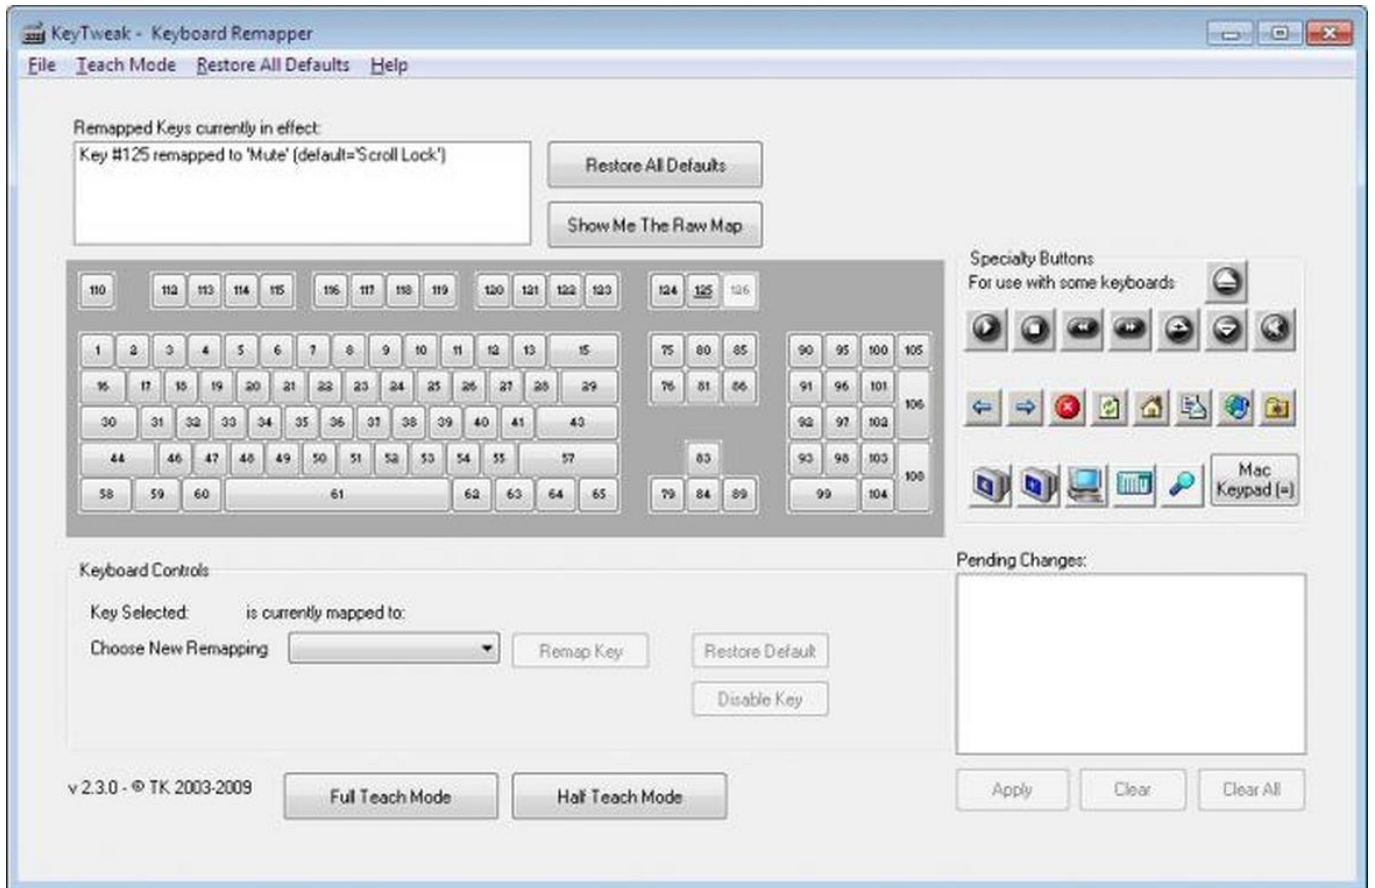 KeyTweak - Keyboard Remapper
File Teach Mode Restore All Defaults Help
Remapped Keys currently in effect:
Key #125 remapped to 'Mute' (default='Scroll Lock')
Restore All Defaults
Show Me The Raw Map
110 112 113 114 115 116 117 118 119 120 121 122 123 124 125 126
1 2 3 4 5 6 7 8 9 10 11 12 13 15 75 80 85 90 95 100 105
16 17 18 19 20 21 22 23 24 25 26 27 28 29 76 81 86 91 96 101
106
30 31 32 33 34 35 36 37 38 39 40 41 43 92 97 102
44 46 47 48 49 50 51 52 53 54 55 57 83 93 98 103
108
58 59 60 61 62 63 64 65 79 84 89 99 104
Specialty Buttons
For use with some keyboards
Mac
Keypad (=)
Keyboard Controls
Key Selected: is currently mapped to:
Choose New Remapping
Remap Key
Restore Default
Disable Key
Pending Changes:
v 2.3.0 - © TK 2003-2009
Full Teach Mode
Half Teach Mode
Apply
Clear
Clear All